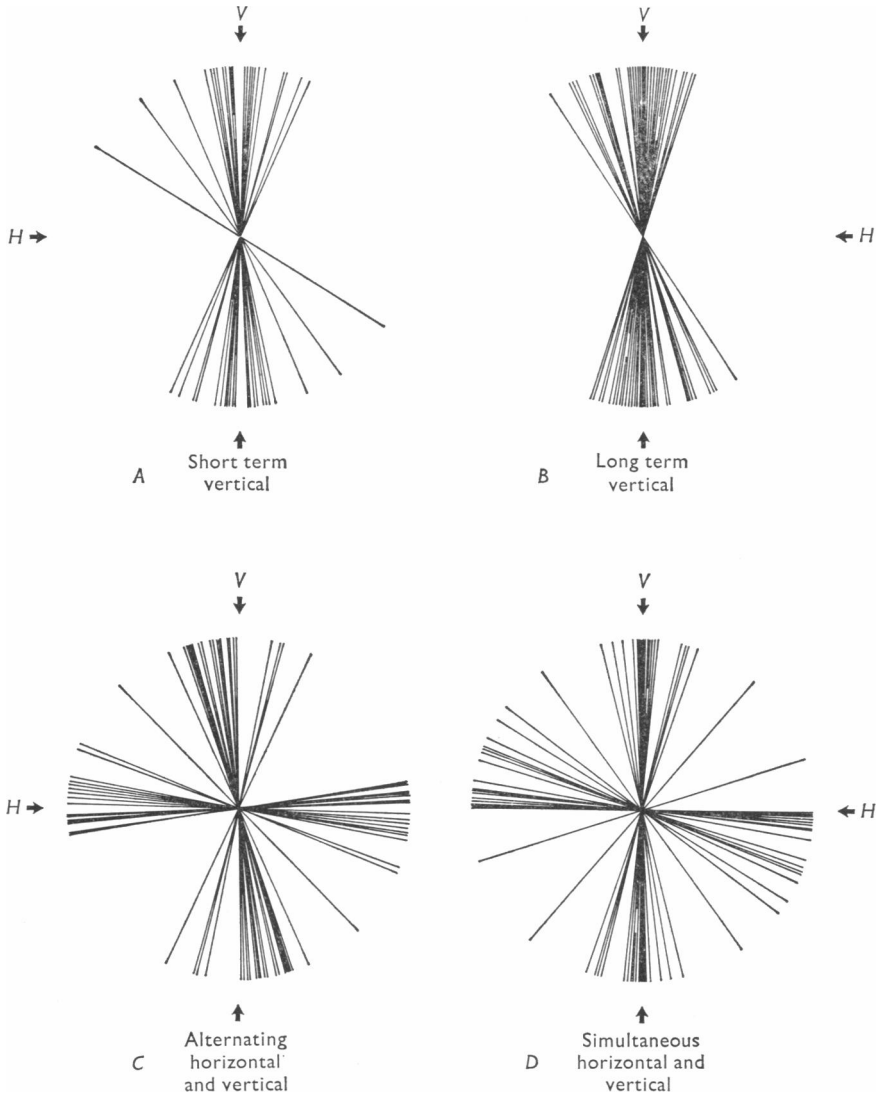 V
V
H
H
A
Short term
vertical
B
Long term
vertical
V
V
H
H
C
Alternating
horizontal
and vertical
D
Simultaneous
horizontal and
vertical